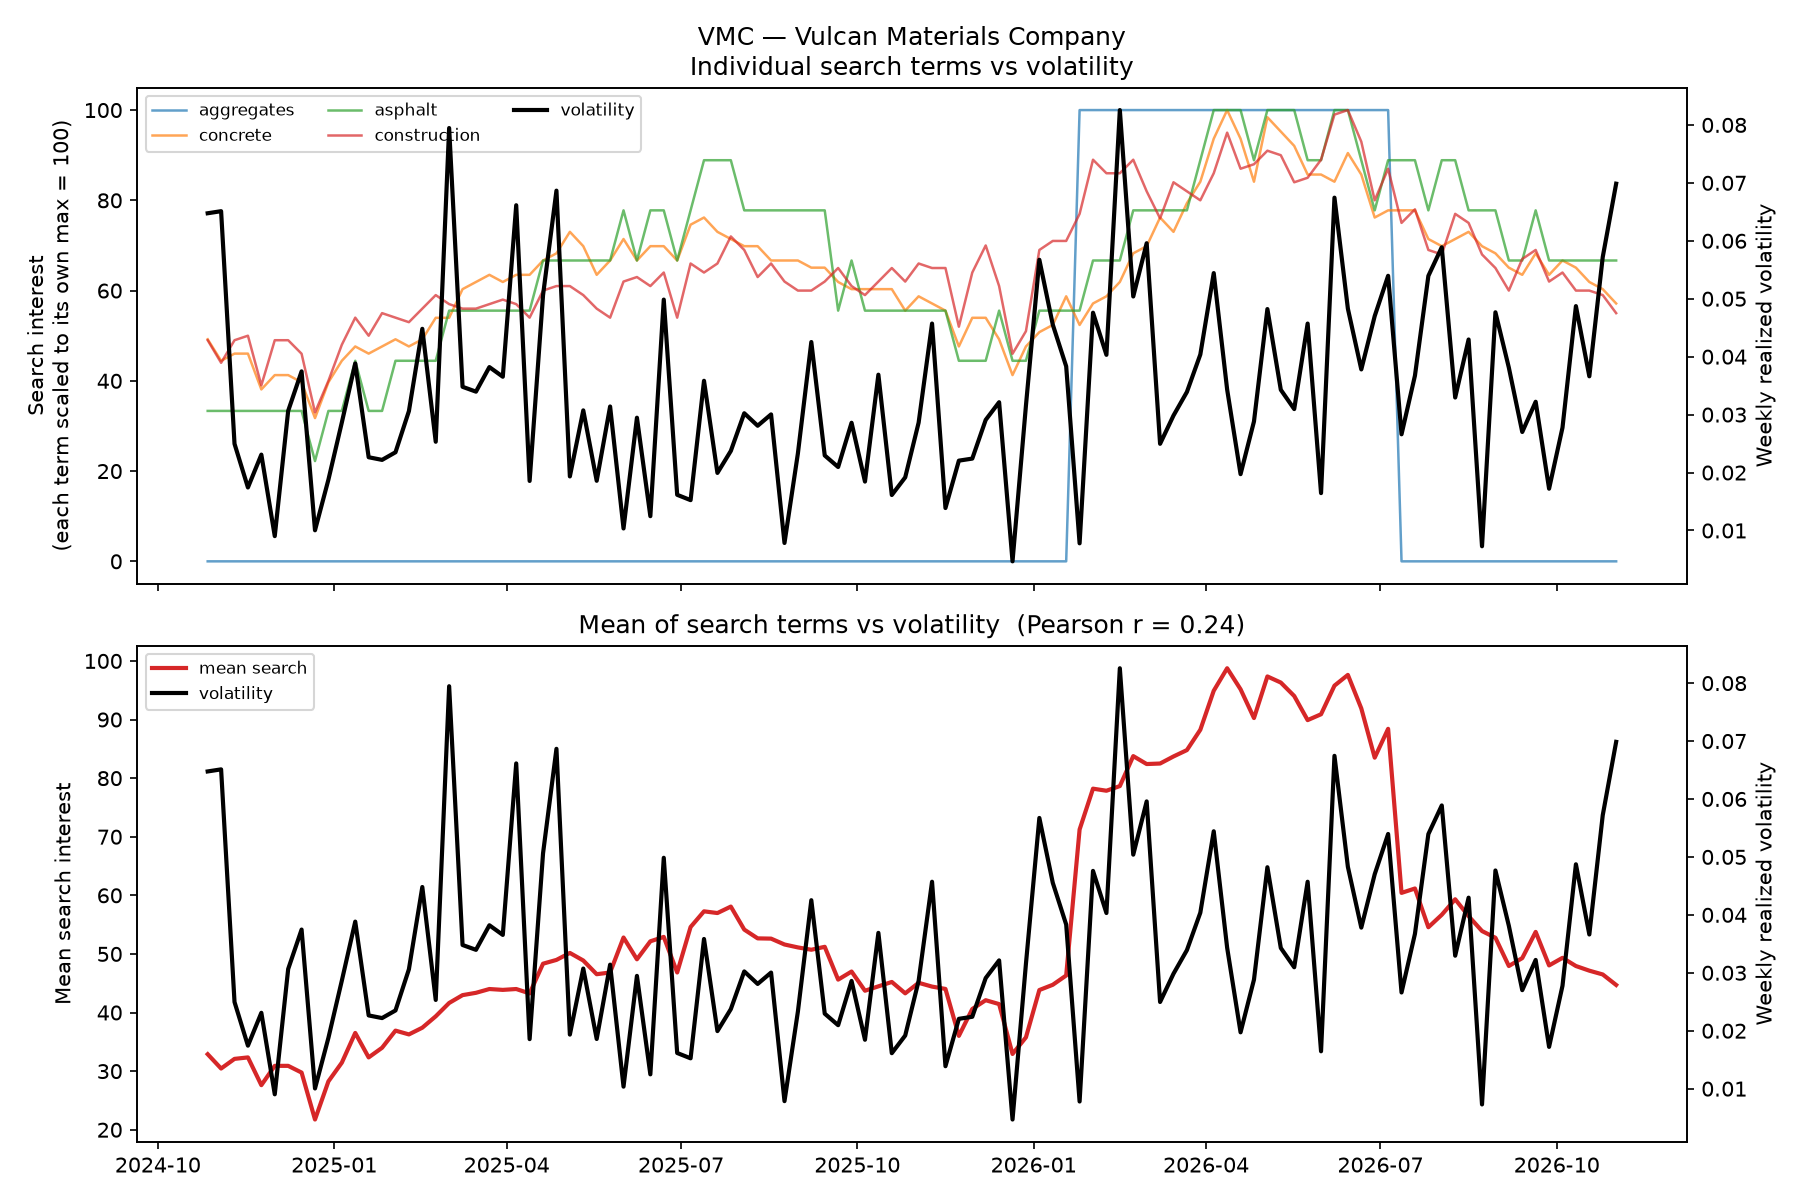 VMC — Vulcan Materials Company
Individual search terms vs volatility
aggregates
concrete
asphalt
construction
volatility
Search interest
(each term scaled to its own max = 100)
100
80
60
40
20
0
0.08
0.07
0.06
0.05
0.04
0.03
0.02
0.01
Weekly realized volatility
Mean of search terms vs volatility  (Pearson r = 0.24)
mean search
volatility
Mean search interest
100
90
80
70
60
50
40
30
20
0.08
0.07
0.06
0.05
0.04
0.03
0.02
0.01
Weekly realized volatility
2024-10
2025-01
2025-04
2025-07
2025-10
2026-01
2026-04
2026-07
2026-10